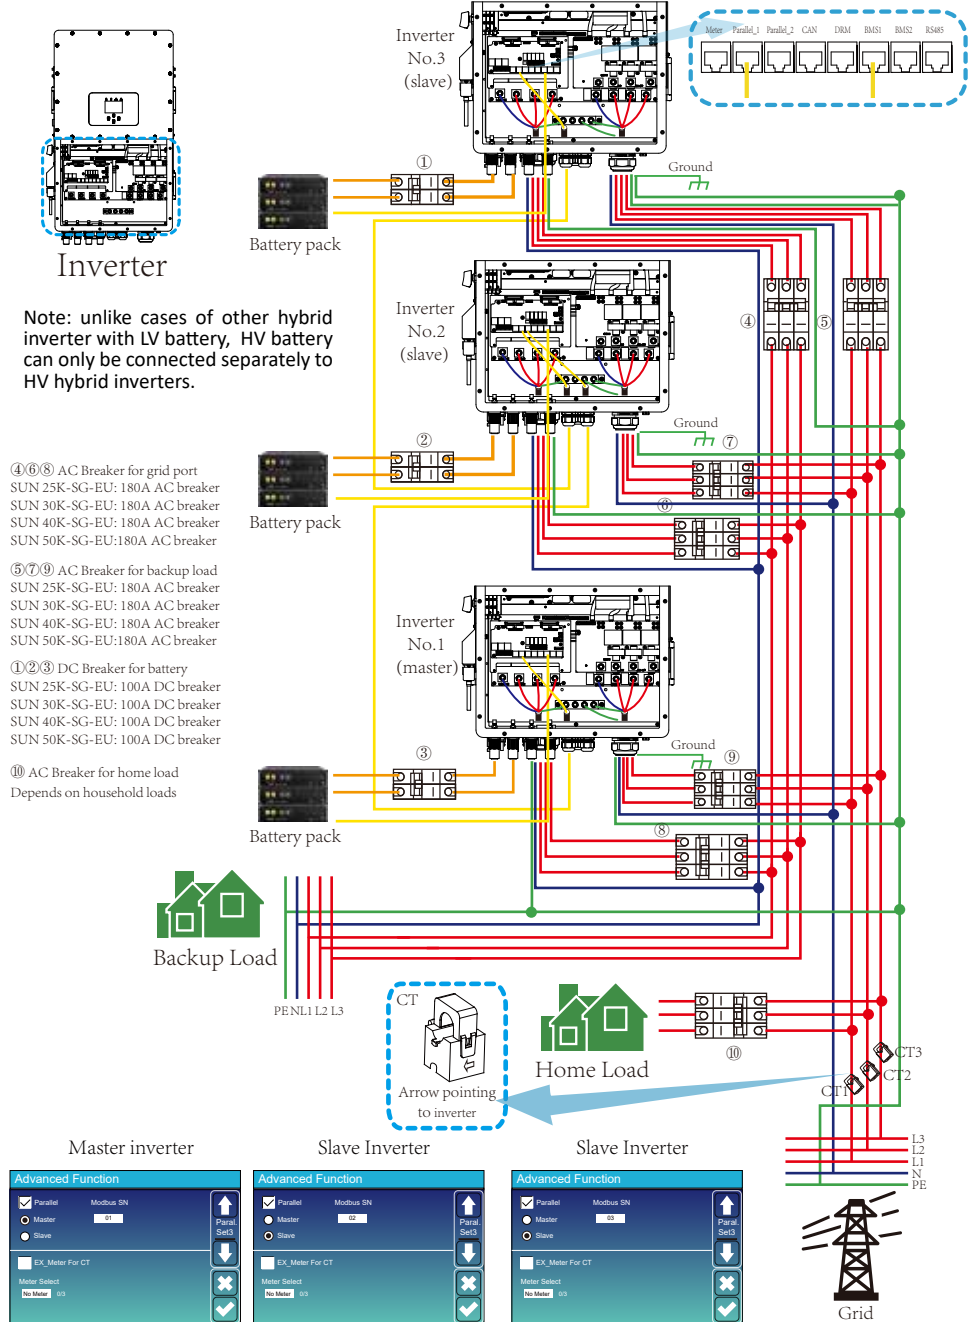 Inverter
No.3
(slave)
Meter Parallel_1 Parallel_2 CAN DRM BMS1 BMS2 RS485
①
Ground
Battery pack
Inverter
Note: unlike cases of other hybrid
inverter with LV battery, HV battery
can only be connected separately to
HV hybrid inverters.
Inverter
No.2
(slave)
④
⑤
②
Ground
⑦
Battery pack
⑥
④⑥⑧ AC Breaker for grid port
SUN 25K-SG-EU: 180A AC breaker
SUN 30K-SG-EU: 180A AC breaker
SUN 40K-SG-EU: 180A AC breaker
SUN 50K-SG-EU:180A AC breaker
⑤⑦⑨ AC Breaker for backup load
SUN 25K-SG-EU: 180A AC breaker
SUN 30K-SG-EU: 180A AC breaker
SUN 40K-SG-EU: 180A AC breaker
SUN 50K-SG-EU:180A AC breaker
①②③ DC Breaker for battery
SUN 25K-SG-EU: 100A DC breaker
SUN 30K-SG-EU: 100A DC breaker
SUN 40K-SG-EU: 100A DC breaker
SUN 50K-SG-EU: 100A DC breaker
⑩ AC Breaker for home load
Depends on household loads
Inverter
No.1
(master)
③
Ground
⑨
Battery pack
⑧
Backup Load
PE N L1 L2 L3
CT
Arrow pointing
to inverter
Home Load
⑩
CT3
CT2
CT1
L3
L2
L1
N
PE
Grid
Master inverter
Advanced Function
Parallel Modbus SN
Master 01
Slave
Paral.
Set3
EX_Meter For CT
Meter Select
No Meter 0/3
Slave Inverter
Advanced Function
Parallel Modbus SN
Master 02
Slave
Paral.
Set3
EX_Meter For CT
Meter Select
No Meter 0/3
Slave Inverter
Advanced Function
Parallel Modbus SN
Master 03
Slave
Paral.
Set3
EX_Meter For CT
Meter Select
No Meter 0/3